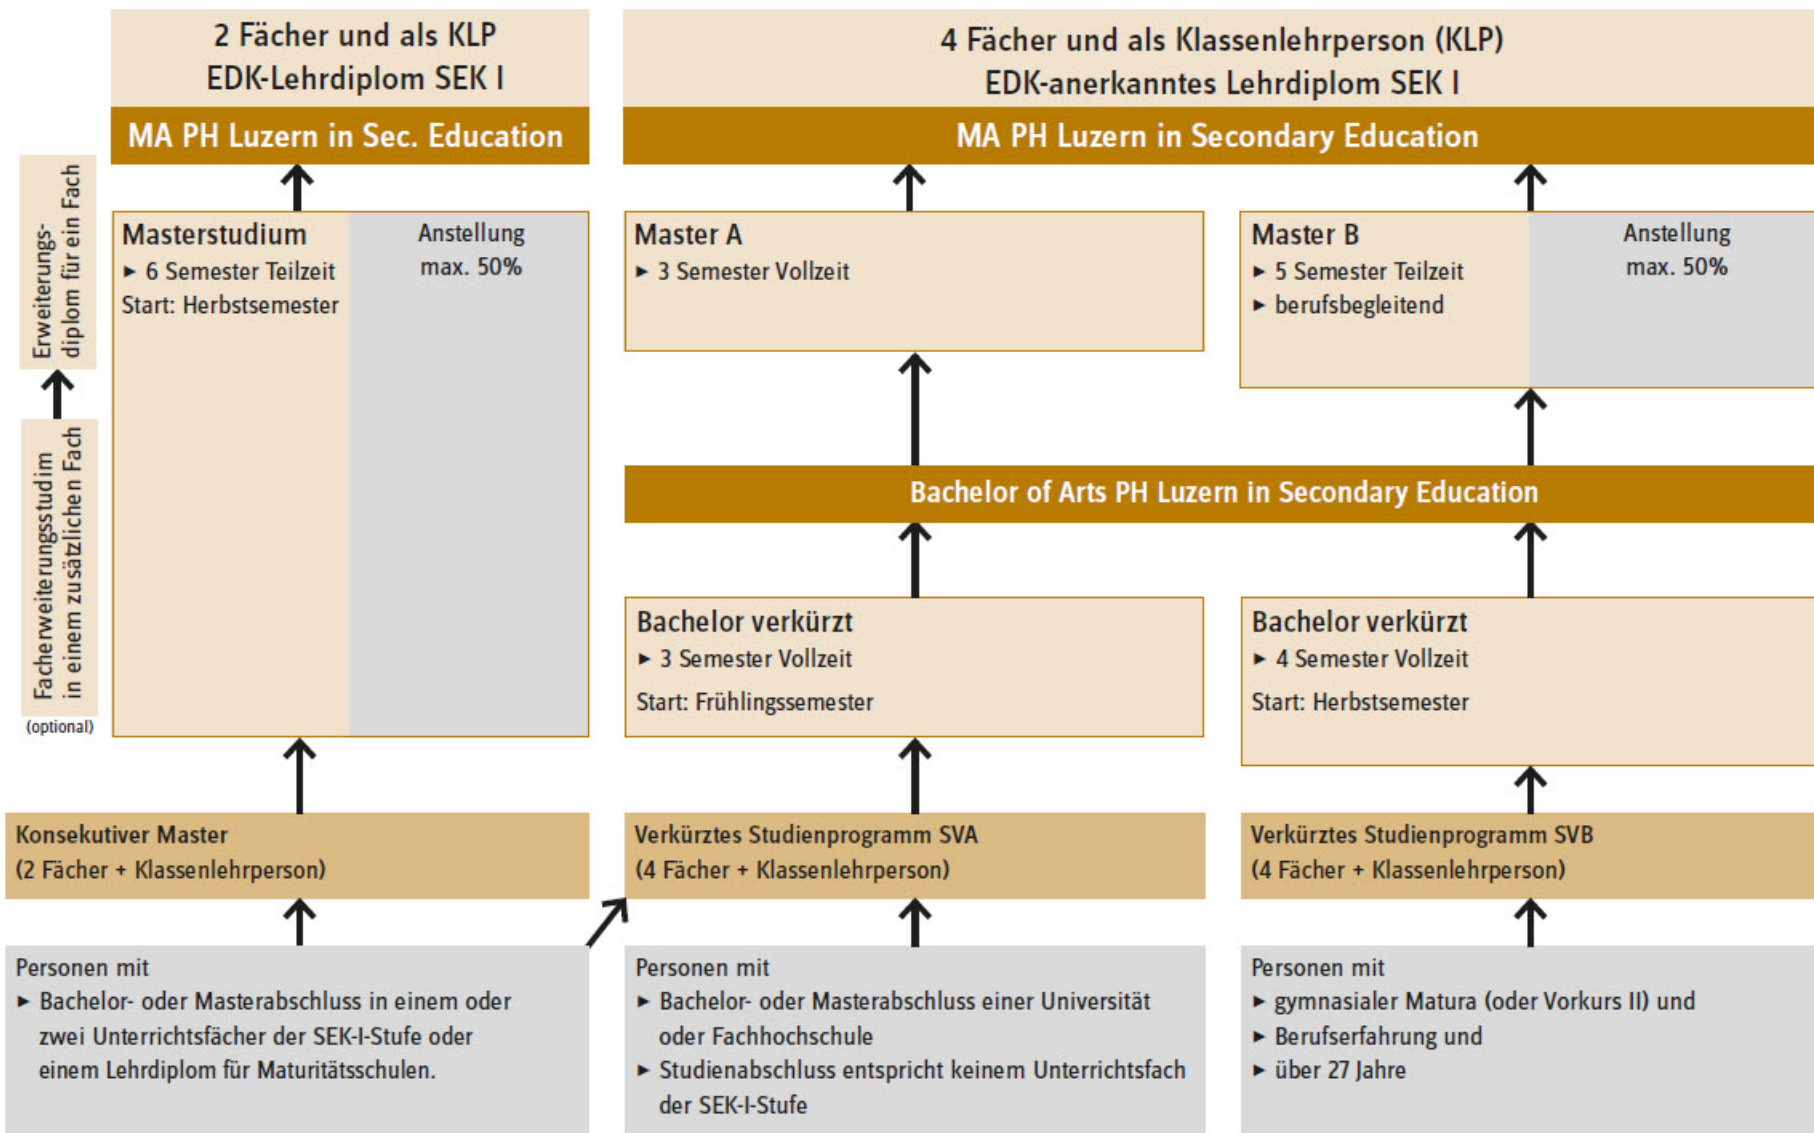 2 Fächer und als KLP
EDK-Lehrdiplom SEK I
MA PH Luzern in Sec. Education
4 Fächer und als Klassenlehrperson (KLP)
EDK-anerkanntes Lehrdiplom SEK I
MA PH Luzern in Secondary Education
Erweiterungs-
diplom für ein Fach
Facherweiterungsstudim
in einem zusätzlichen Fach
(optional)
Masterstudium
▸ 6 Semester Teilzeit
Start: Herbstsemester
Anstellung
max. 50%
Master A
▸ 3 Semester Vollzeit
Master B
▸ 5 Semester Teilzeit
▸ berufsbegleitend
Anstellung
max. 50%
Bachelor of Arts PH Luzern in Secondary Education
Bachelor verkürzt
▸ 3 Semester Vollzeit
Start: Frühlingssemester
Bachelor verkürzt
▸ 4 Semester Vollzeit
Start: Herbstsemester
Konsekutiver Master
(2 Fächer + Klassenlehrperson)
Verkürztes Studienprogramm SVA
(4 Fächer + Klassenlehrperson)
Verkürztes Studienprogramm SVB
(4 Fächer + Klassenlehrperson)
Personen mit
▸ Bachelor- oder Masterabschluss in einem oder
zwei Unterrichtsfächer der SEK-I-Stufe oder
einem Lehrdiplom für Maturitätsschulen.
Personen mit
▸ Bachelor- oder Masterabschluss einer Universität
oder Fachhochschule
▸ Studienabschluss entspricht keinem Unterrichtsfach
der SEK-I-Stufe
Personen mit
▸ gymnasialer Matura (oder Vorkurs II) und
▸ Berufserfahrung und
▸ über 27 Jahre